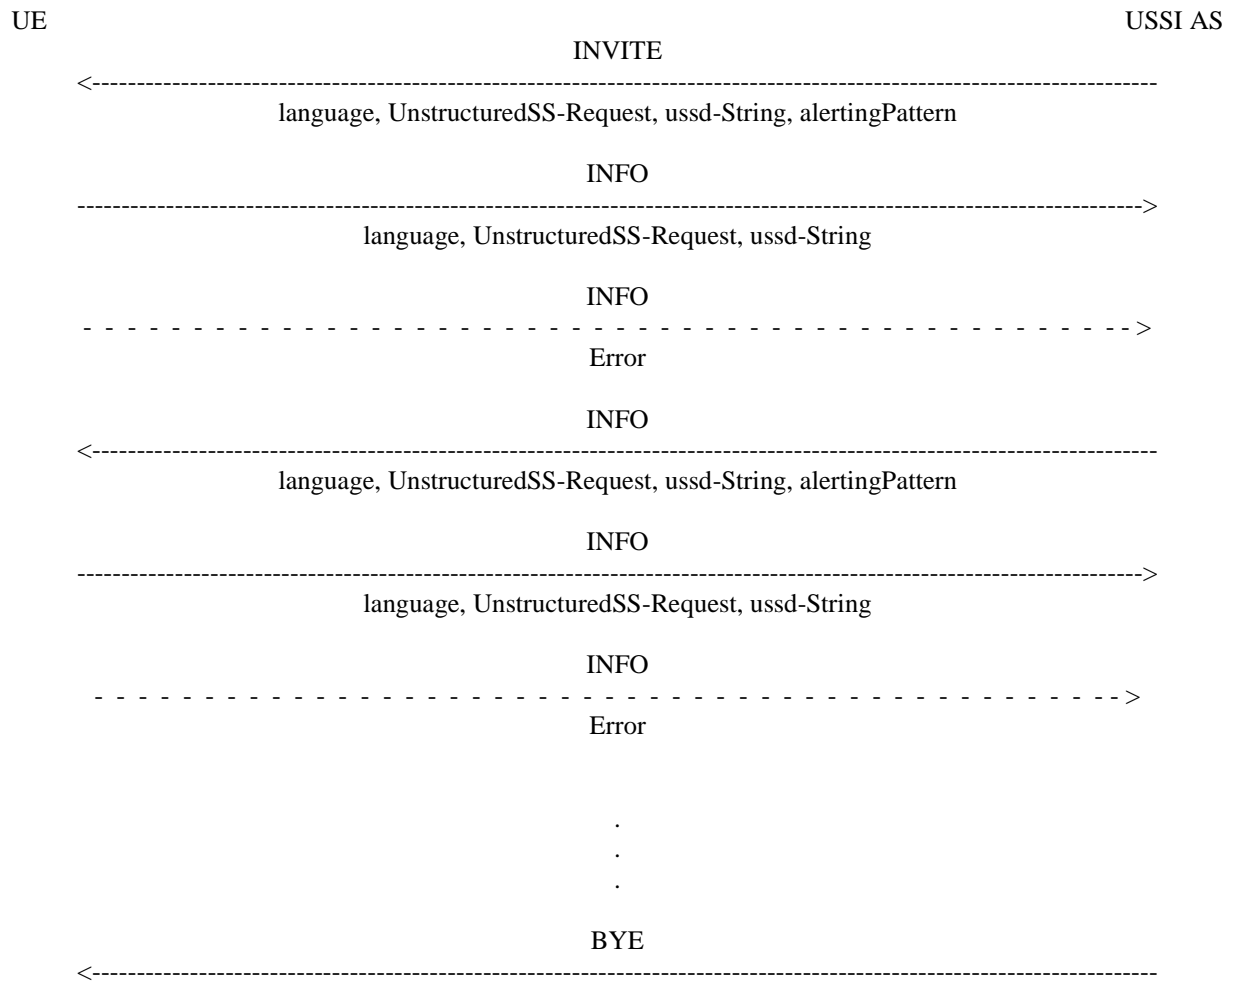 UE USSI AS
INVITE
<----------------------------------------------------------------------------------------------------------------------
language, UnstructuredSS-Request, ussd-String, alertingPattern
INFO
---------------------------------------------------------------------------------------------------------------------->
language, UnstructuredSS-Request, ussd-String
INFO
- - - - - - - - - - - - - - - - - - - - - - - - - - - - - - - - - - - - - - - - - - - - - - - - >
Error
INFO
<----------------------------------------------------------------------------------------------------------------------
language, UnstructuredSS-Request, ussd-String, alertingPattern
INFO
---------------------------------------------------------------------------------------------------------------------->
language, UnstructuredSS-Request, ussd-String
INFO
- - - - - - - - - - - - - - - - - - - - - - - - - - - - - - - - - - - - - - - - - - - - - - - >
Error
.
.
.
BYE
<----------------------------------------------------------------------------------------------------------------------